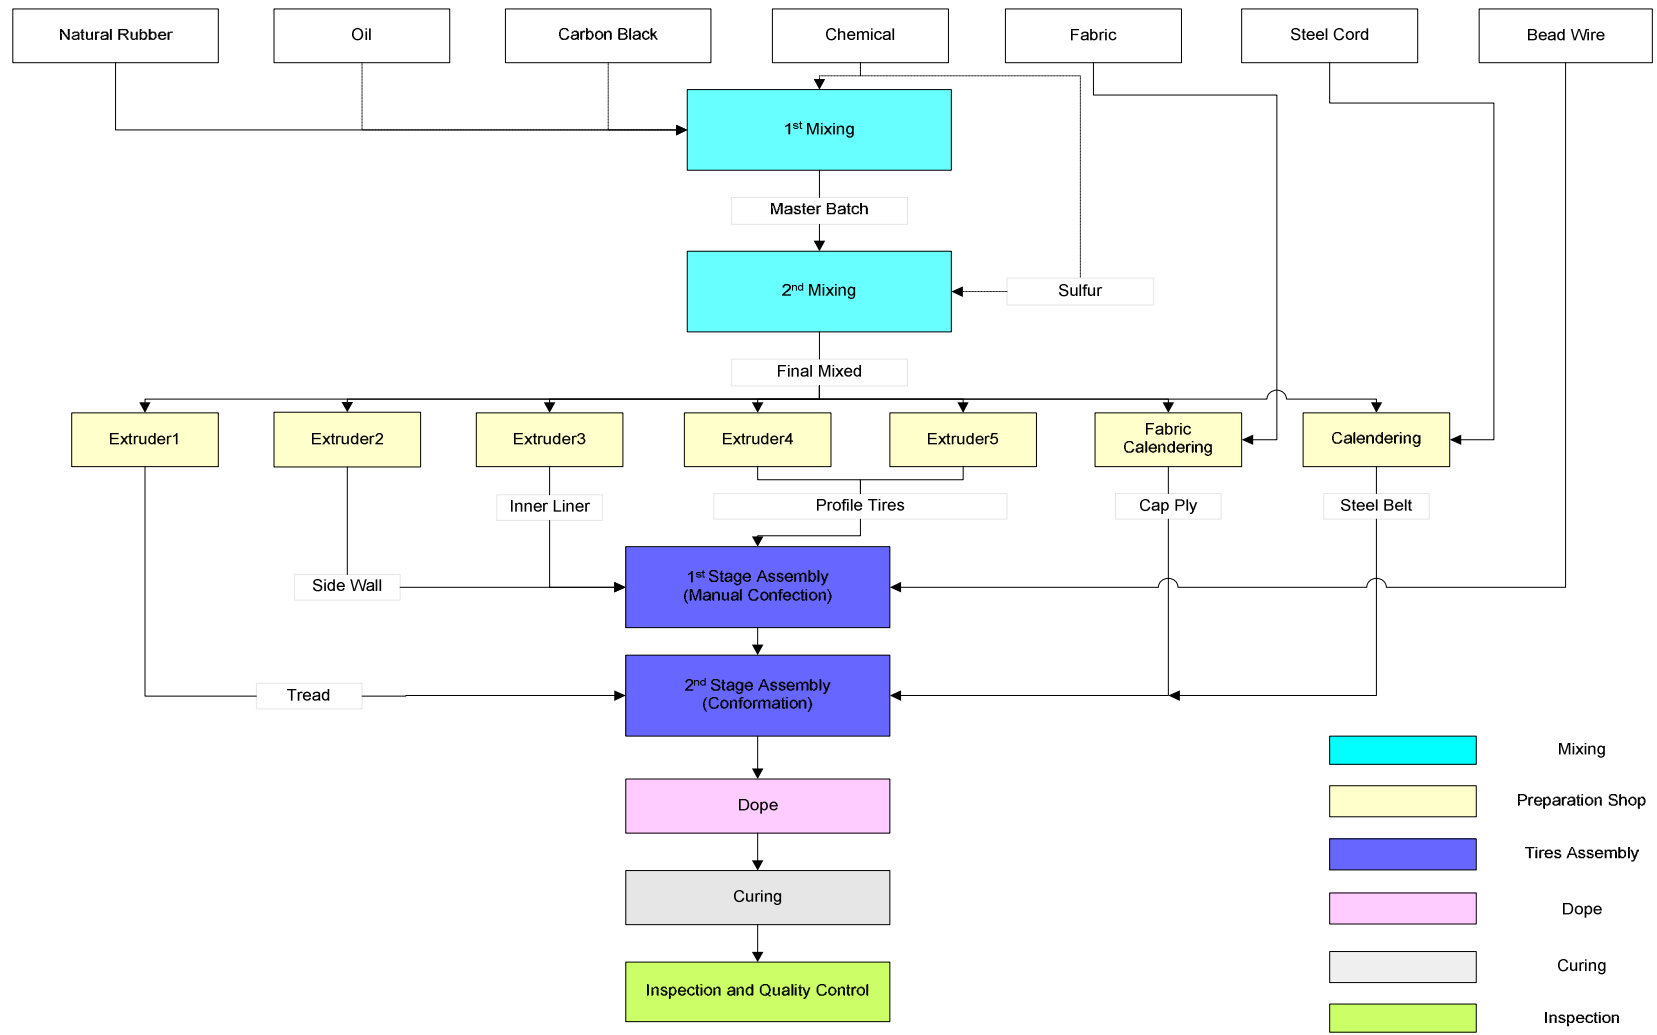 Natural Rubber
Oil
Carbon Black
Chemical
Fabric
Steel Cord
Bead Wire
1st Mixing
Master Batch
2nd Mixing
Sulfur
Final Mixed
Extruder1
Extruder2
Extruder3
Extruder4
Extruder5
Fabric
Calendering
Calendering
Inner Liner
Profile Tires
Cap Ply
Steel Belt
Side Wall
1st Stage Assembly
(Manual Confection)
Tread
2nd Stage Assembly
(Conformation)
Dope
Curing
Inspection and Quality Control
Mixing
Preparation Shop
Tires Assembly
Dope
Curing
Inspection